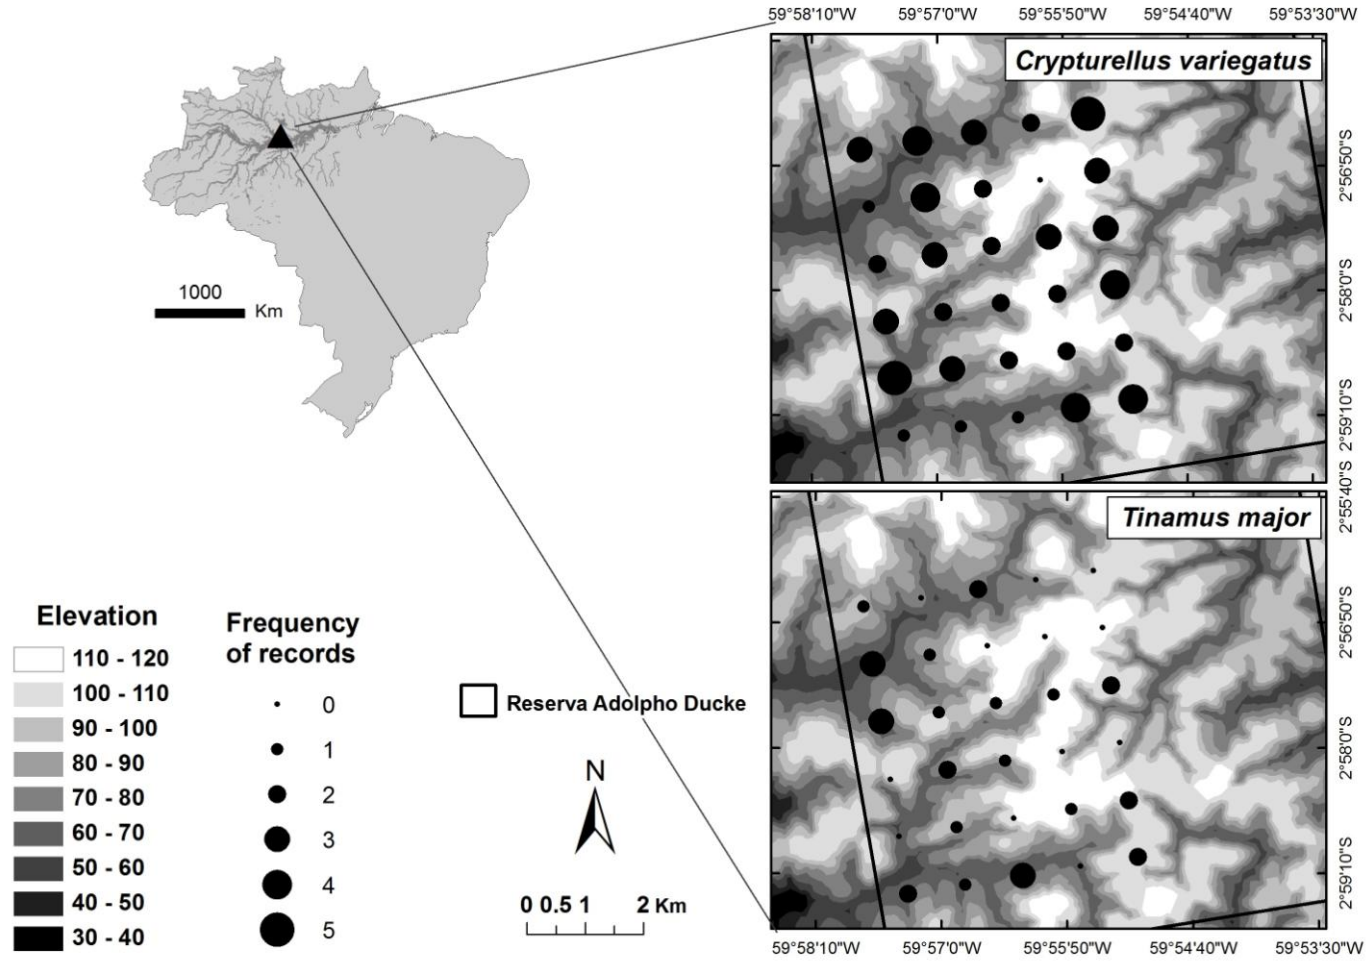 59°58'10"W 59°57'0"W 59°55'50"W 59°54'40"W 59°53'30"W
Crypturellus variegatus
2°56'50"S
2°58'0"S
2°59'10"S
1000
Km
Tinamus major
2°55'40"S
2°56'50"S
2°58'0"S
2°59'10"S
59°58'10"W 59°57'0"W 59°55'50"W 59°54'40"W 59°53'30"W
Elevation
110 - 120
100 - 110
90 - 100
80 - 90
70 - 80
60 - 70
50 - 60
40 - 50
30 - 40
Frequency
of records
0
1
2
3
4
5
Reserva Adolpho Ducke
N
0 0.5 1 2 Km